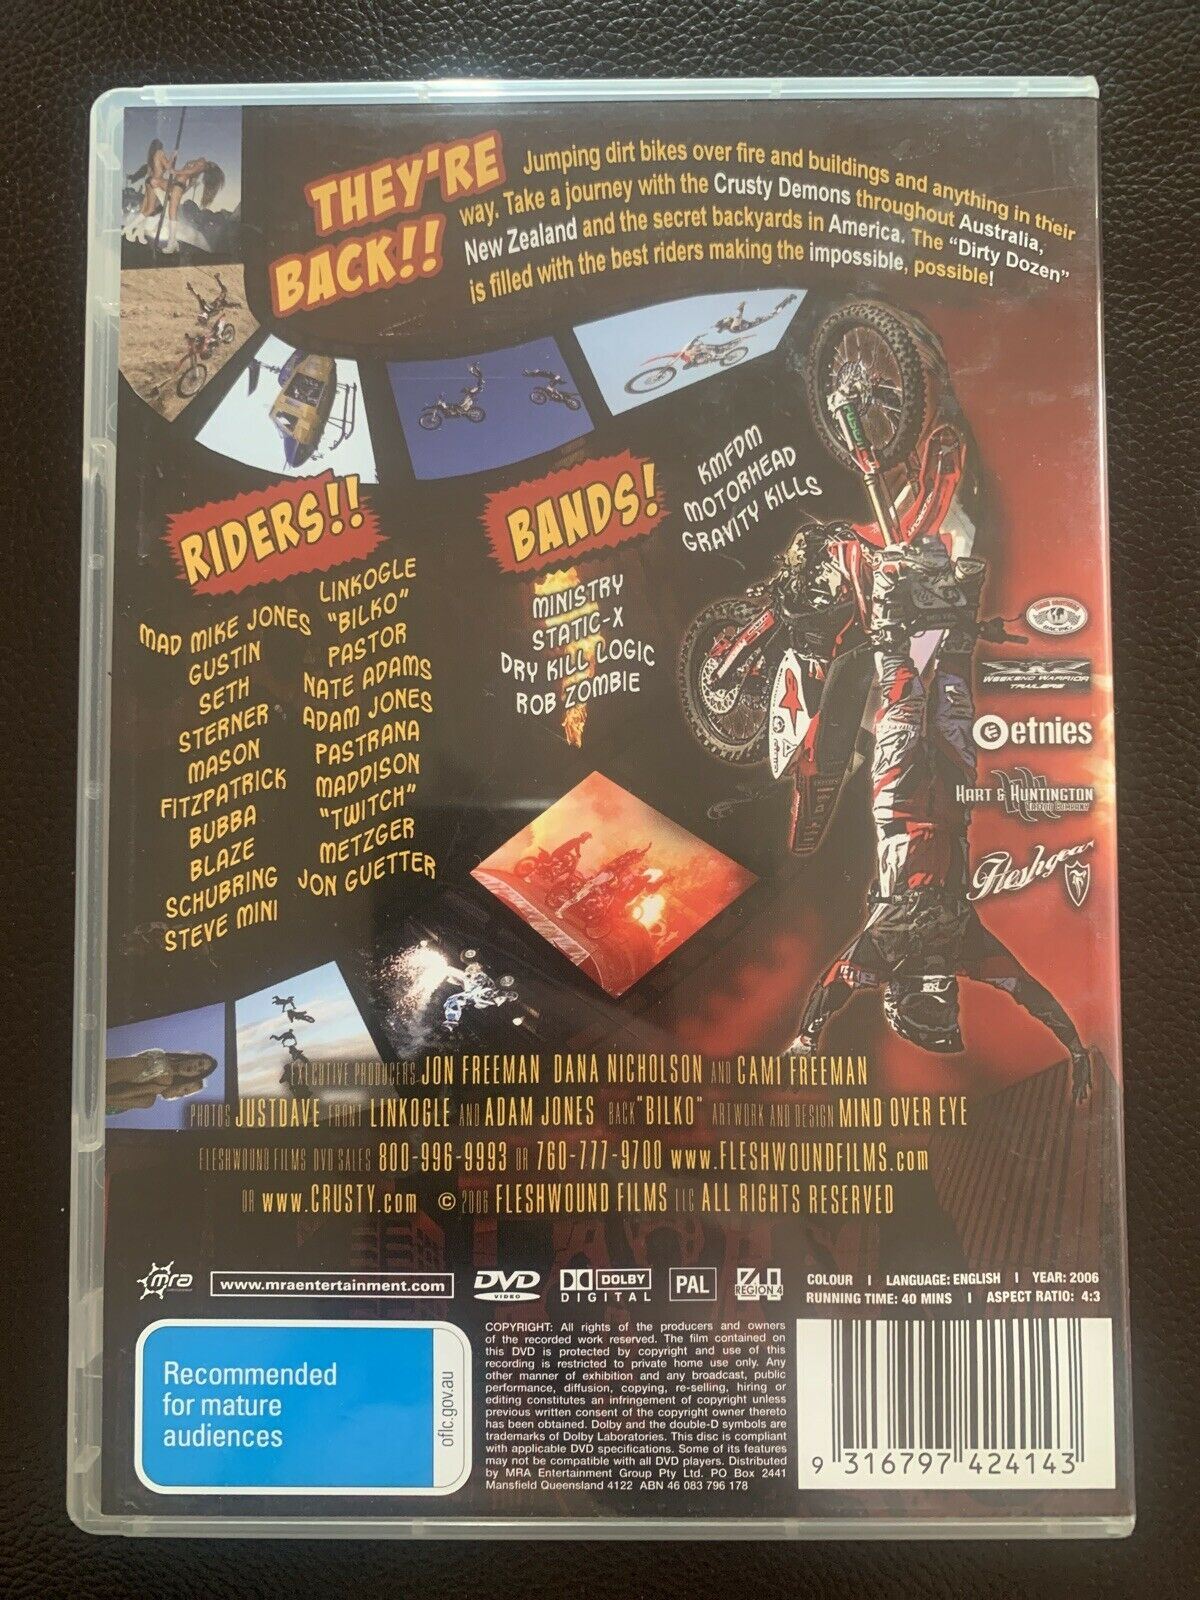 THEY'RE
BACK!!
Jumping dirt bikes over fire and buildings and anything in their
way. Take a journey with the Crusty Demons throughout Australia,
New Zealand and the secret backyards in America. The "Dirty Dozen"
is filled with the best riders making the impossible, possible!
RIDERS!!
MAD MIKE JONES
GUSTIN
SETH
STERNER
MASON
FITZPATRICK
BUBBA
BLAZE
SCHUBRING
STEVE MINI
LINKOGLE
"BILKO"
PASTOR
NATE ADAMS
ADAM JONES
PASTRANA
MADDISON
"TWITCH"
METZGER
JON GUETTER
BANDS!
MINISTRY
STATIC-X
DRY KILL LOGIC
ROB ZOMBIE
KMFDM
MOTORHEAD
GRAVITY KILLS
WEEKEND WARRIOR
TRAILERS
etnies
HART & HUNTINGTON
TATTOO COMPANY
Fleshgear
EXECUTIVE PRODUCERS JON FREEMAN DANA NICHOLSON AND CAMI FREEMAN
PHOTOS JUSTDAVE FRONT LINKOGLE AND ADAM JONES BACK "BILKO" ARTWORK AND DESIGN MIND OVER EYE
FLESHWOUND FILMS DVD SALES 800-996-9993 OR 760-777-9700 www.FLESHWOUNDFILMS.com
OR www.CRUSTY.com © 2006 FLESHWOUND FILMS LLC ALL RIGHTS RESERVED
mra
www.mraentertainment.com
DVD
VIDEO
DOLBY
DIGITAL
PAL
4
REGION 4
COLOUR I LANGUAGE: ENGLISH I YEAR: 2006
RUNNING TIME: 40 MINS I ASPECT RATIO: 4:3
Recommended
for mature
audiences
oflc.gov.au
COPYRIGHT: All rights of the producers and owners
of the recorded work reserved. The film contained on
this DVD is protected by copyright and use of this
recording is restricted to private home use only. Any
other manner of exhibition and any broadcast, public
performance, diffusion, copying, re-selling, hiring or
editing constitutes an infringement of copyright unless
previous written consent of the copyright owner thereto
has been obtained. Dolby and the double-D symbols are
trademarks of Dolby Laboratories. This disc is compliant
with applicable DVD specifications. Some of its features
may not be compatible with all DVD players. Distributed
by MRA Entertainment Group Pty Ltd. PO Box 2441
Mansfield Queensland 4122 ABN 46 083 796 178
9 316797 424143